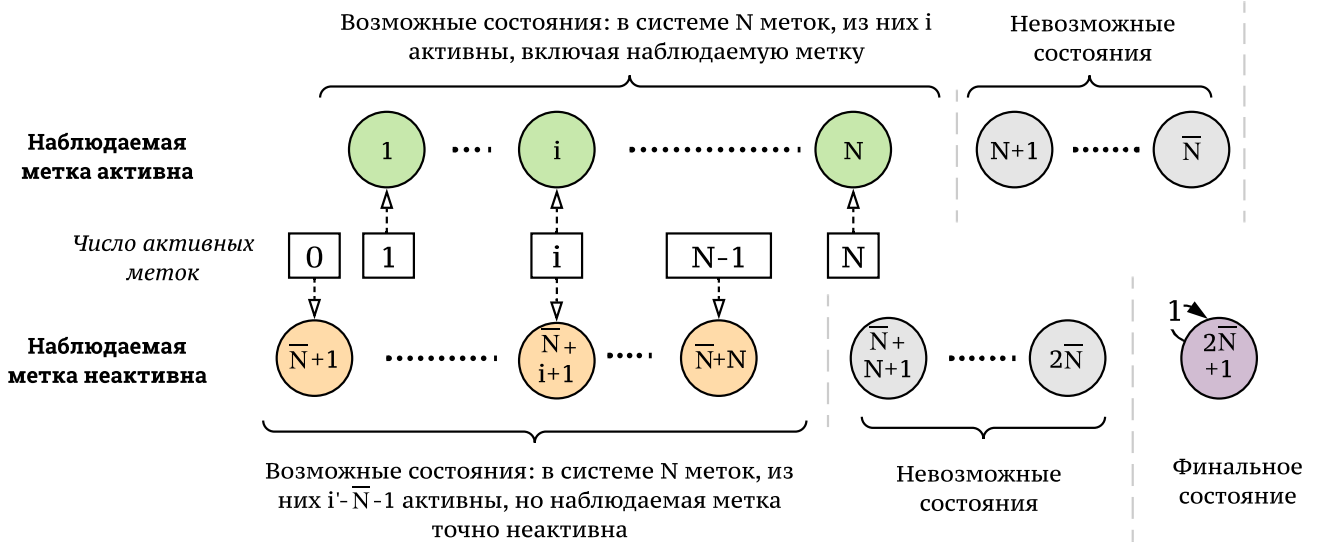 Возможные состояния: в системе N меток, из них i
активны, включая наблюдаемую метку
Невозможные
состояния
Наблюдаемая
метка активна
1
i
N
N+1
N̅
Число активных
меток
0
1
i
N-1
N
Наблюдаемая
метка неактивна
N̅+1
N̅+
i+1
N̅+N
N̅+
N+1
2N̅
1
2N̅
+1
Возможные состояния: в системе N меток, из
них i'-N̅-1 активны, но наблюдаемая метка
точно неактивна
Невозможные
состояния
Финальное
состояние